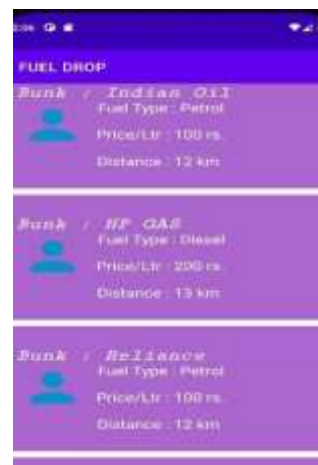 2:06
FUEL DROP
Bunk : Indian Oil
Fuel Type : Petrol
Price/Ltr : 100 rs.
Distance : 12 km
Bunk : HP GAS
Fuel Type : Diesel
Price/Ltr : 200 rs.
Distance : 13 km
Bunk : Reliance
Fuel Type : Petrol
Price/Ltr : 100 rs.
Distance : 12 km